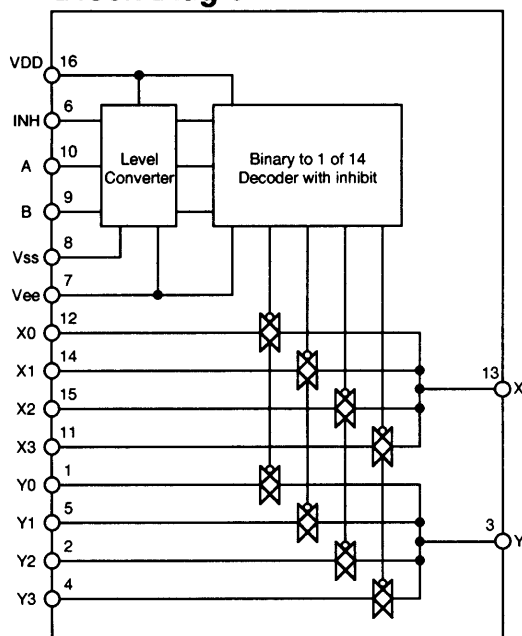 VDD 16
INH 6
A 10
B 9
Vss 8
Vee 7
Level
Converter
Binary to 1 of 14
Decoder with inhibit
X0 12
X1 14
X2 15
X3 11
13 X
Y0 1
Y1 5
Y2 2
Y3 4
3 Y